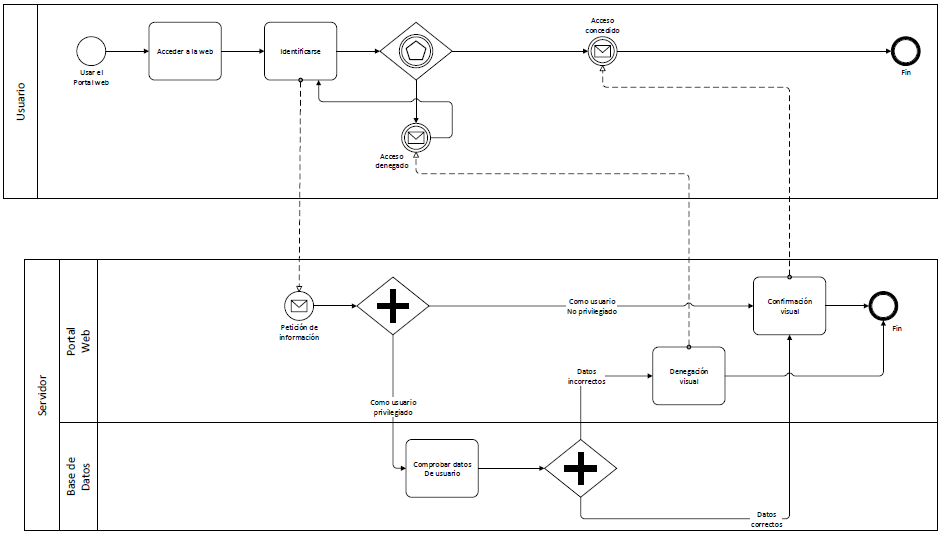 Usuario
Usar el
Portal web
Acceder a la web
Identificarse
Acceso
denegado
Acceso
concedido
Fin
Servidor
Portal
Web
Petición de
información
Como usuario
No privilegiado
Confirmación
visual
Fin
Como usuario
privilegiado
Datos
incorrectos
Denegación
visual
Base de
Datos
Comprobar datos
De usuario
Datos
correctos